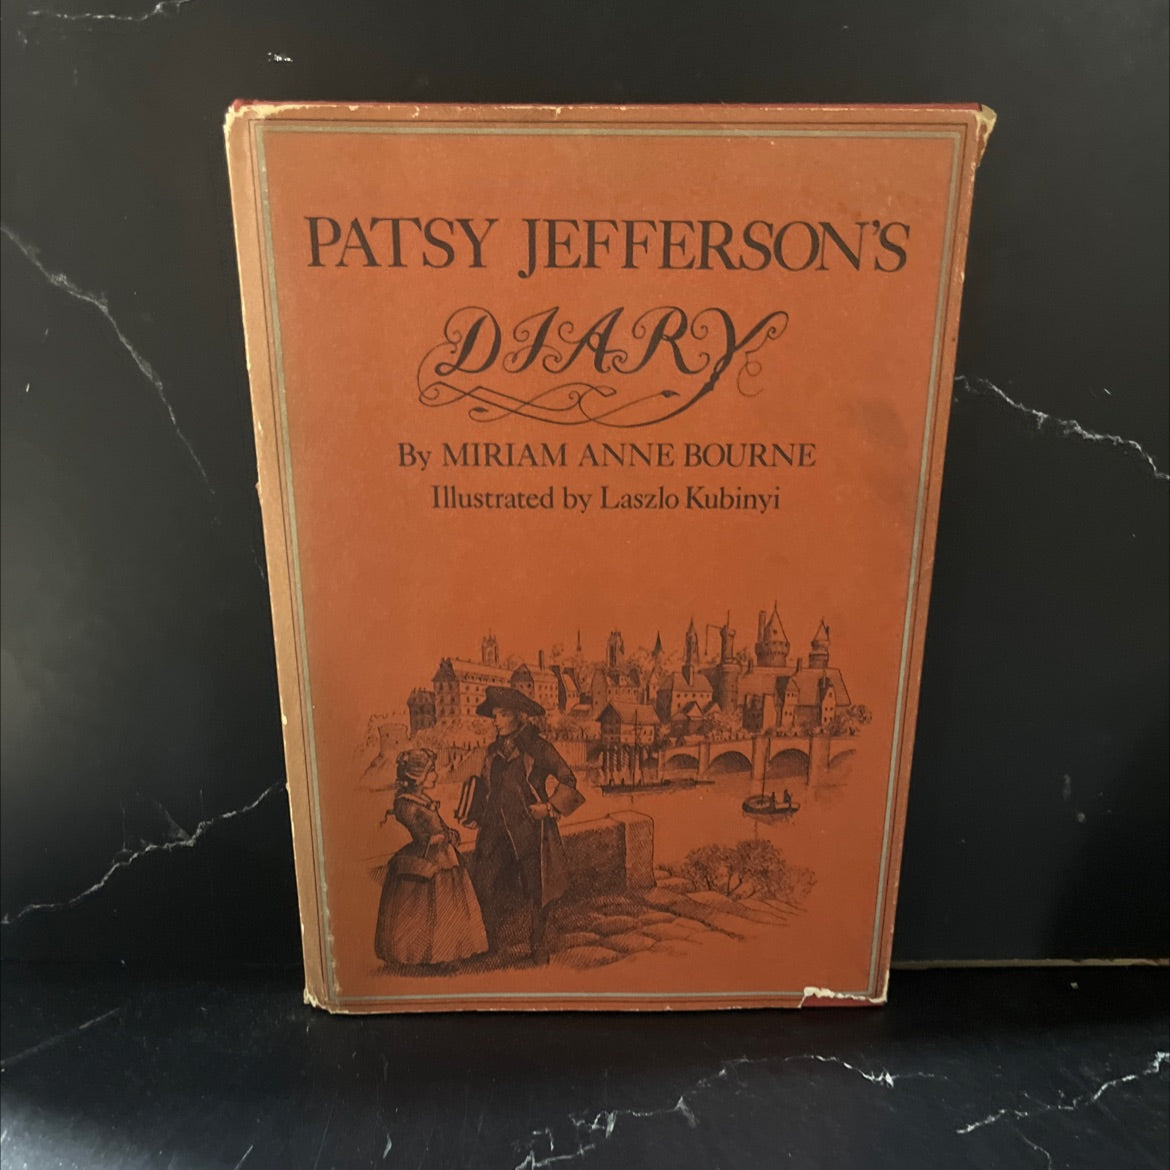 PATSY JEFFERSON'S
DIARY
By MIRIAM ANNE BOURNE
Illustrated by Laszlo Kubinyi